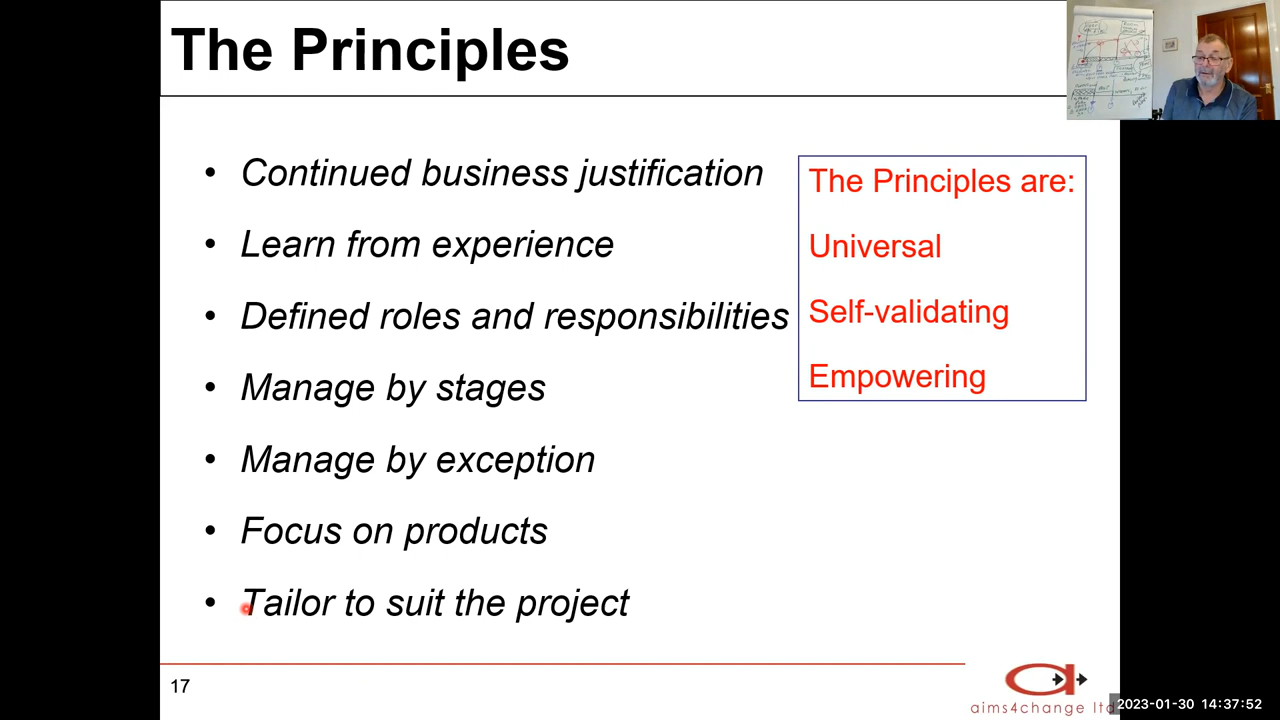 The Principles
• Continued business justification
• Learn from experience
• Defined roles and responsibilities
• Manage by stages
• Manage by exception
• Focus on products
• Tailor to suit the project
The Principles are:
Universal
Self-validating
Empowering
17
aims4change ltd
2023-01-30 14:37:52